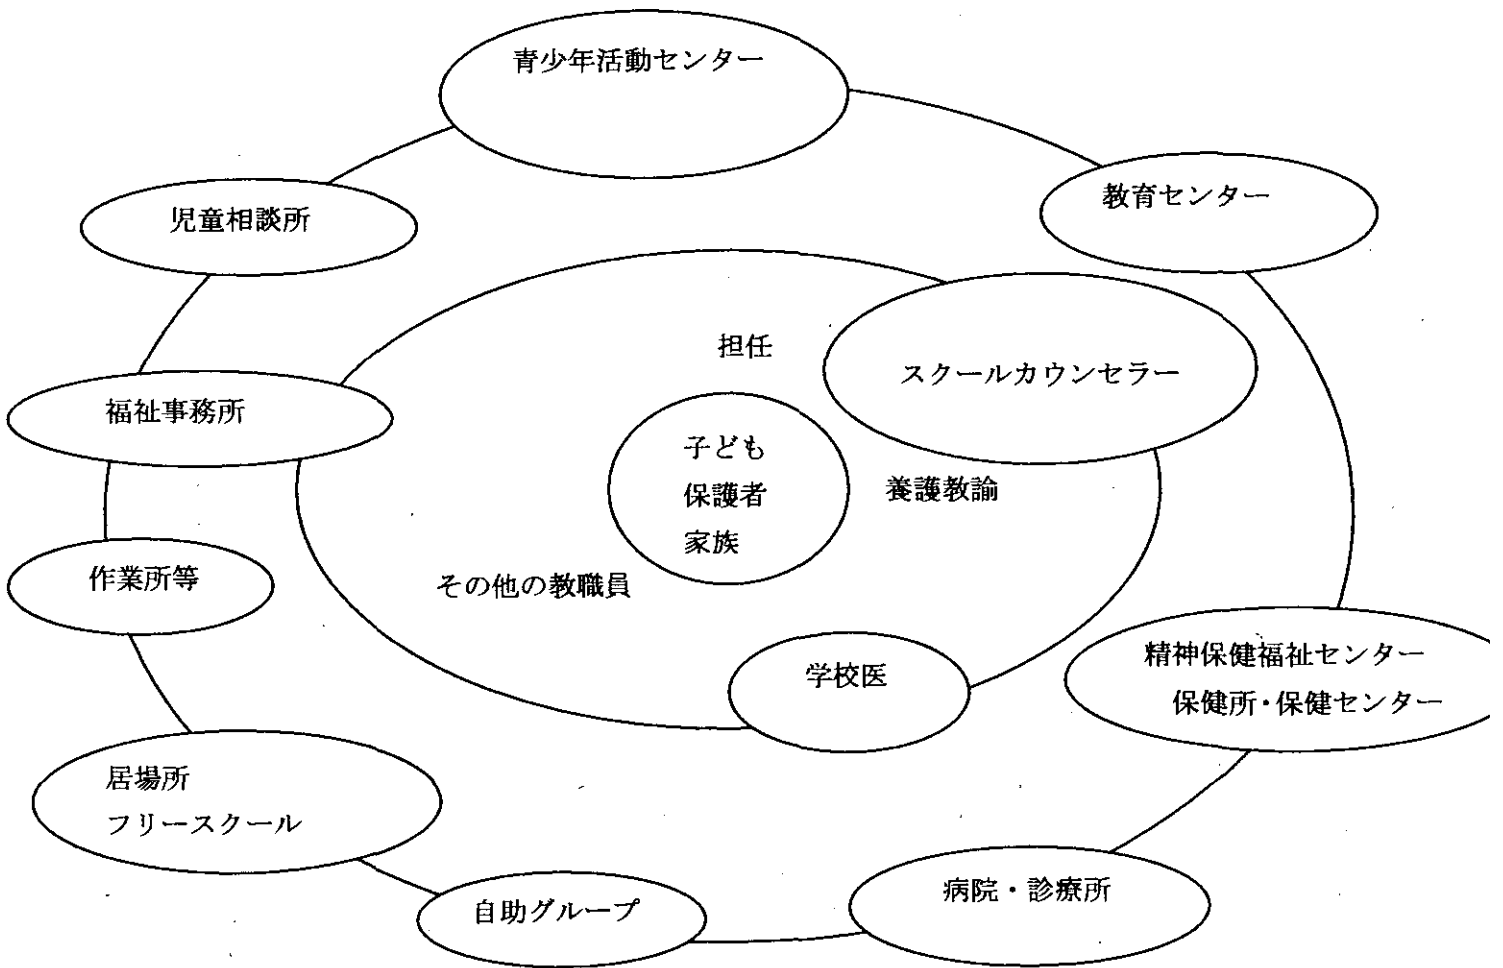 青少年活動センター
教育センター
児童相談所
担任
スクールカウンセラー
福祉事務所
子ども
保護者
家族
養護教諭
作業所等
その他の教職員
学校医
精神保健福祉センター
保健所・保健センター
居場所
フリースクール
病院・診療所
自助グループ